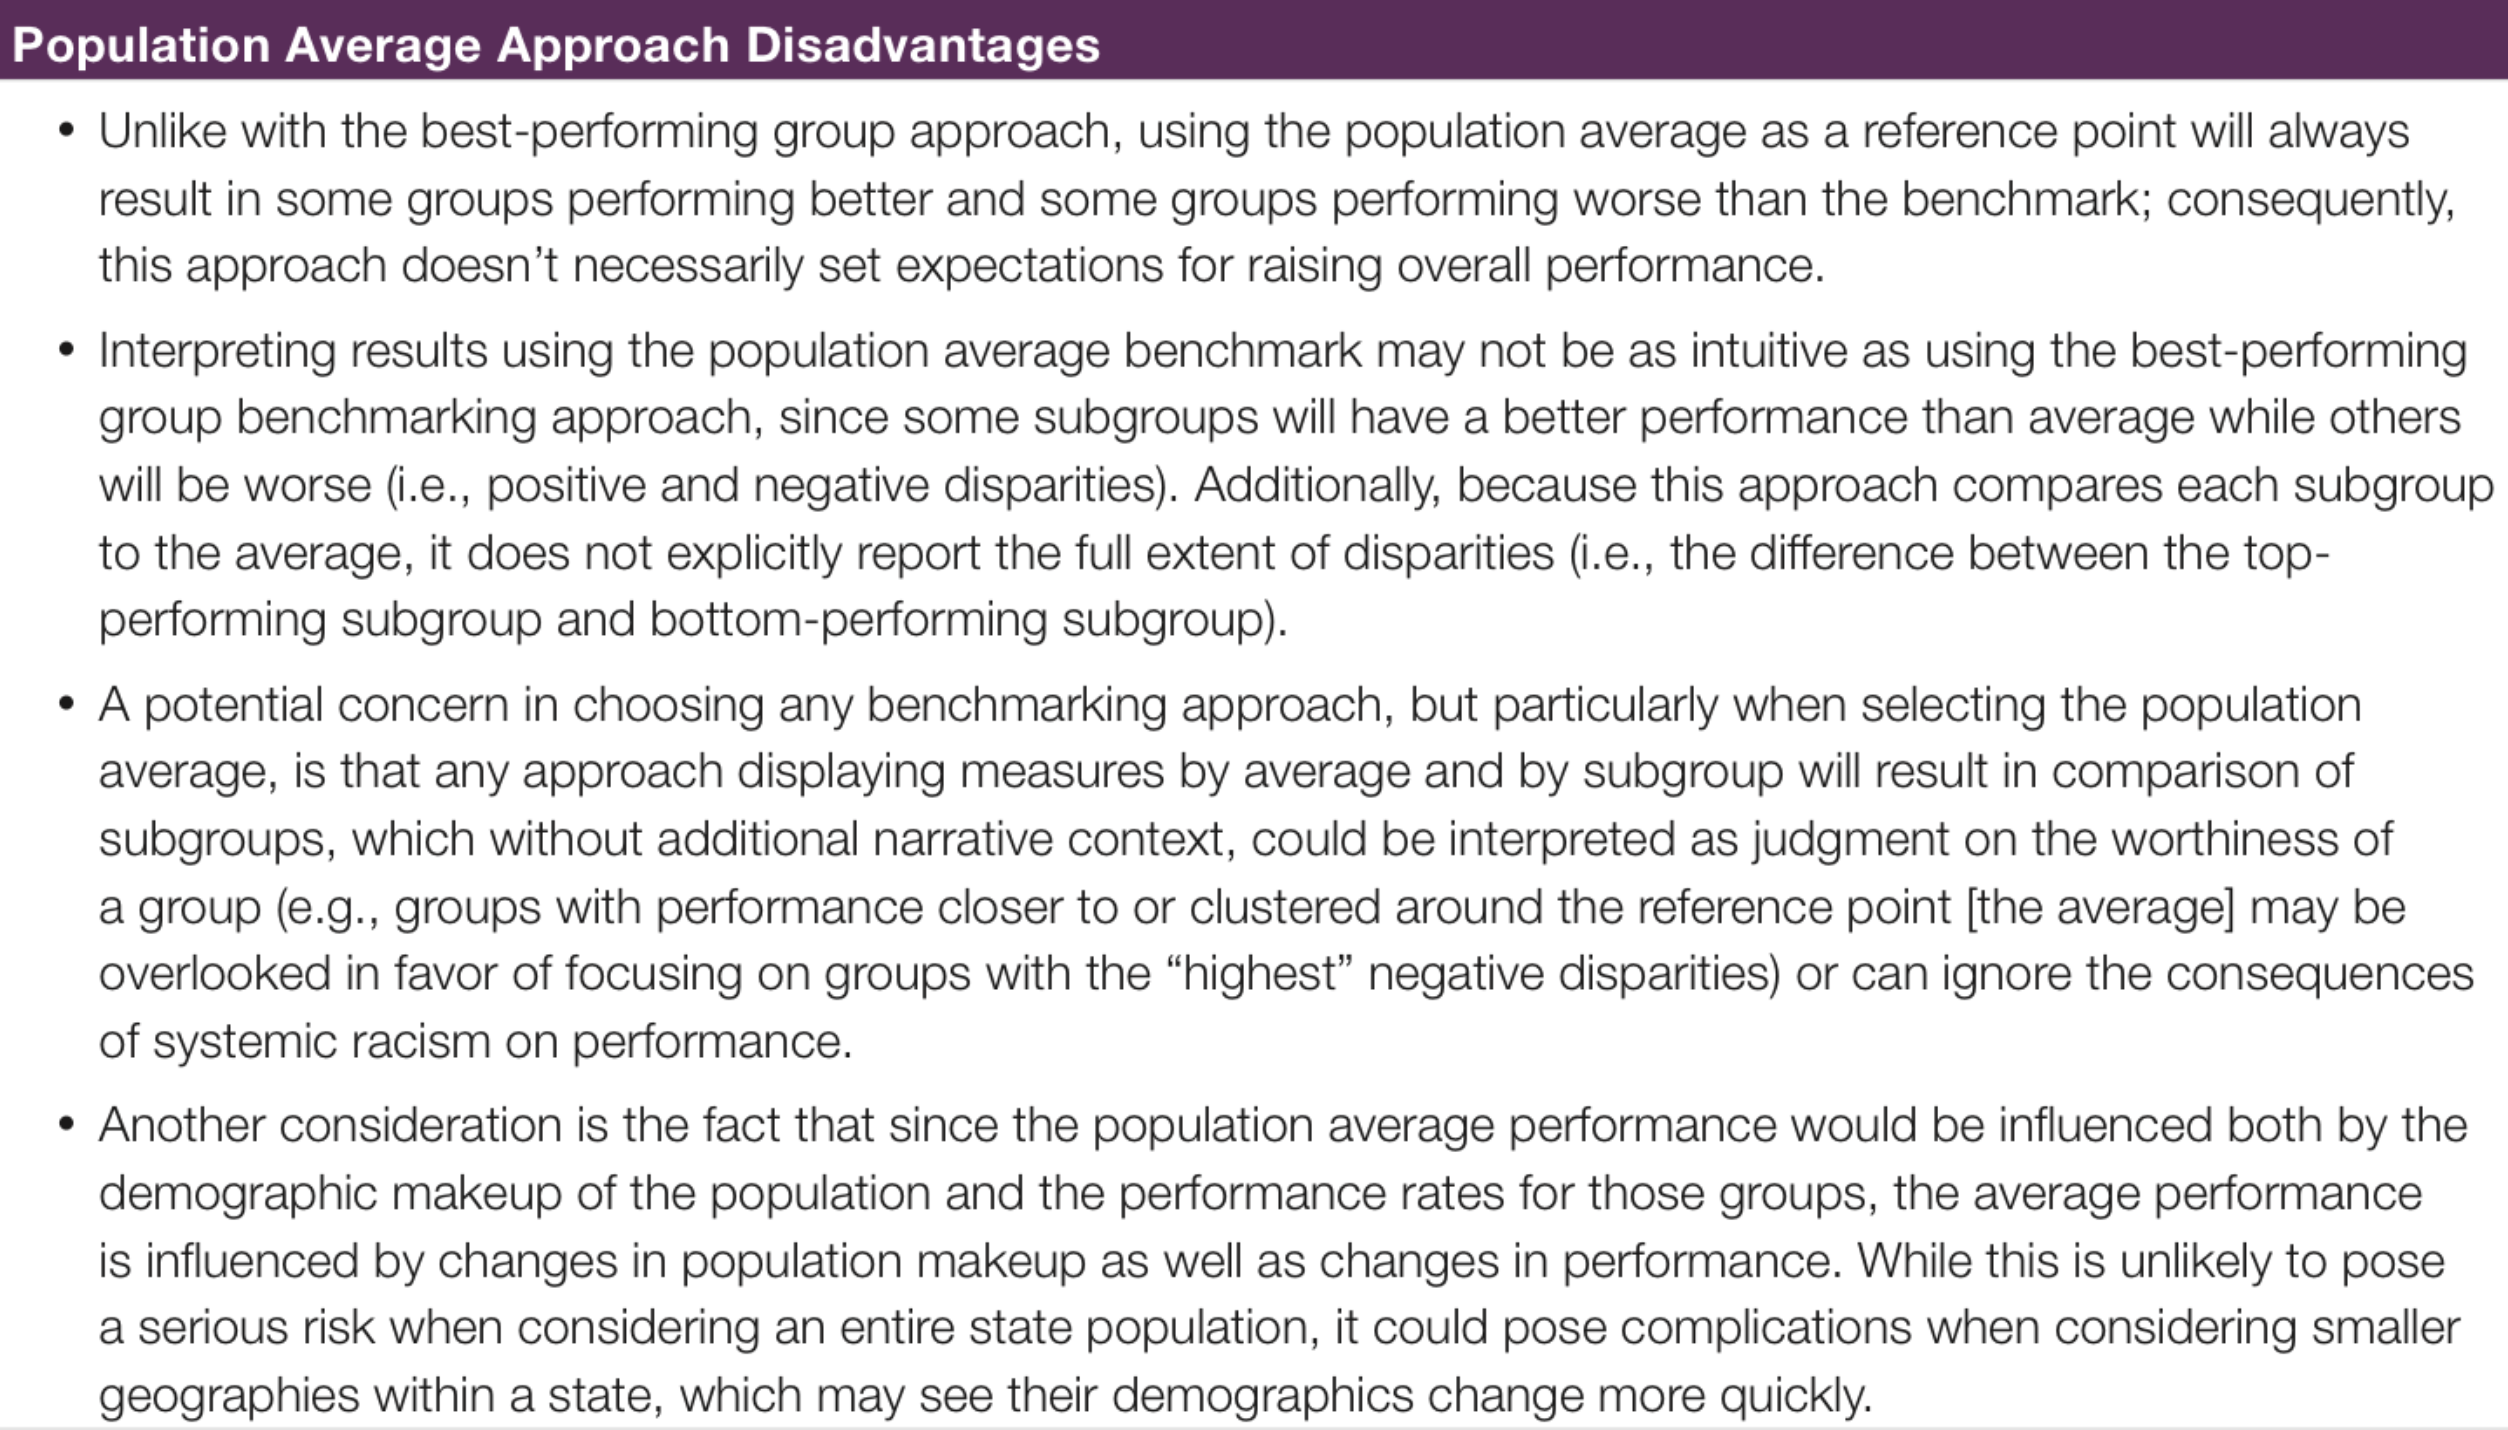 Population Average Approach Disadvantages
• Unlike with the best-performing group approach, using the population average as a reference point will always
result in some groups performing better and some groups performing worse than the benchmark; consequently,
this approach doesn’t necessarily set expectations for raising overall performance.
• Interpreting results using the population average benchmark may not be as intuitive as using the best-performing
group benchmarking approach, since some subgroups will have a better performance than average while others
will be worse (i.e., positive and negative disparities). Additionally, because this approach compares each subgroup
to the average, it does not explicitly report the full extent of disparities (i.e., the difference between the top-
performing subgroup and bottom-performing subgroup).
• A potential concern in choosing any benchmarking approach, but particularly when selecting the population
average, is that any approach displaying measures by average and by subgroup will result in comparison of
subgroups, which without additional narrative context, could be interpreted as judgment on the worthiness of
a group (e.g., groups with performance closer to or clustered around the reference point [the average] may be
overlooked in favor of focusing on groups with the “highest” negative disparities) or can ignore the consequences
of systemic racism on performance.
• Another consideration is the fact that since the population average performance would be influenced both by the
demographic makeup of the population and the performance rates for those groups, the average performance
is influenced by changes in population makeup as well as changes in performance. While this is unlikely to pose
a serious risk when considering an entire state population, it could pose complications when considering smaller
geographies within a state, which may see their demographics change more quickly.